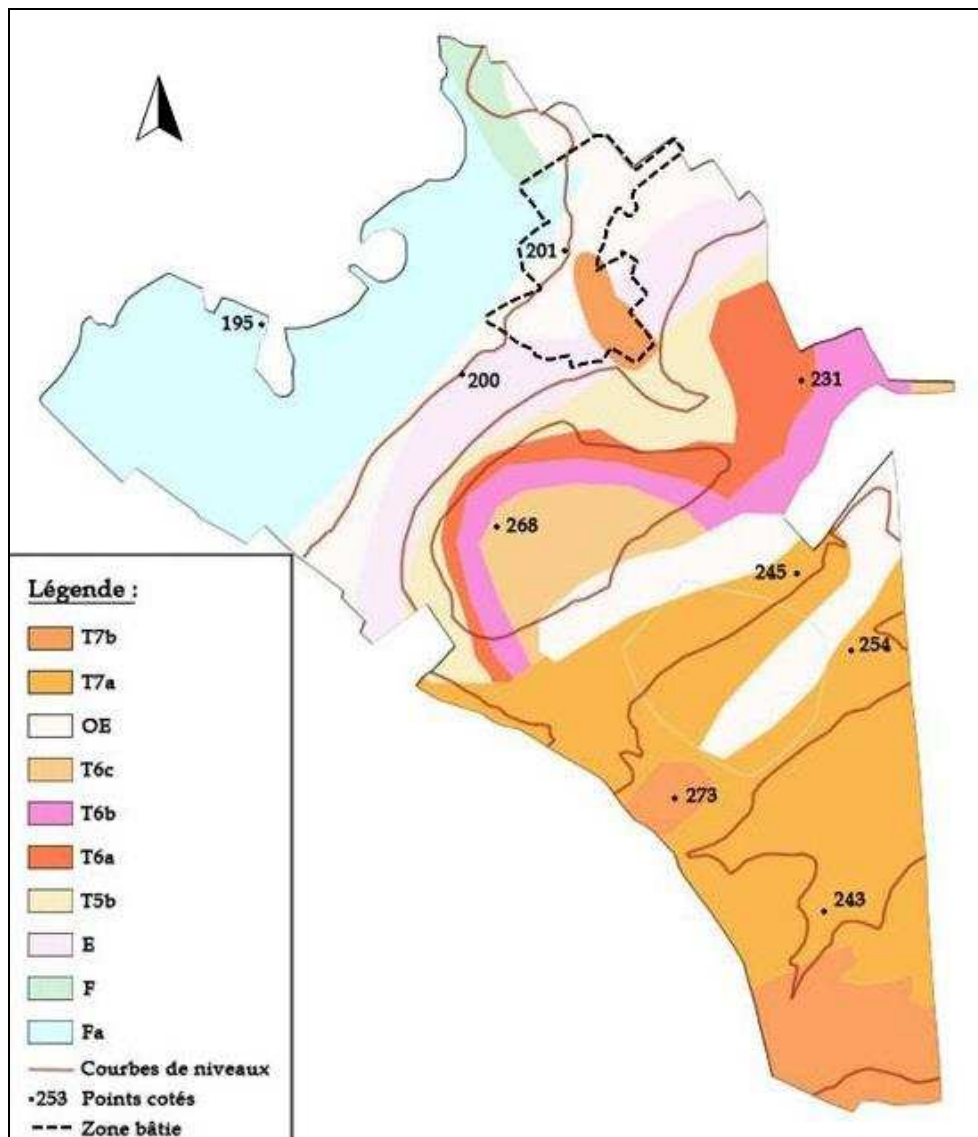 201
195
200
231
268
245
254
273
243
Légende :
T7b
T7a
OE
T6c
T6b
T6a
T5b
E
F
Fa
Courbes de niveaux
•253 Points cotés
Zone bâtie